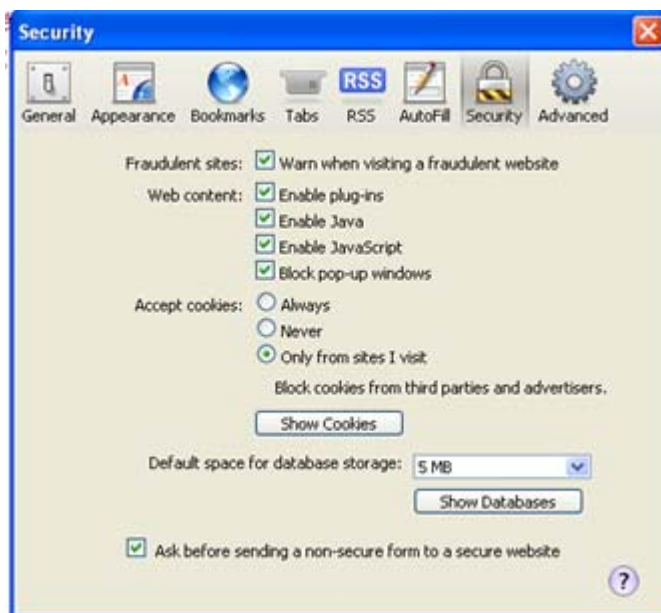 Security
RSS
General Appearance Bookmarks Tabs RSS AutoFill Security Advanced
Fraudulent sites: Warn when visiting a fraudulent website
Web content: Enable plug-ins
Enable Java
Enable JavaScript
Block pop-up windows
Accept cookies: Always
Never
Only from sites I visit
Block cookies from third parties and advertisers.
Show Cookies
Default space for database storage: 5 MB
Show Databases
Ask before sending a non-secure form to a secure website
?